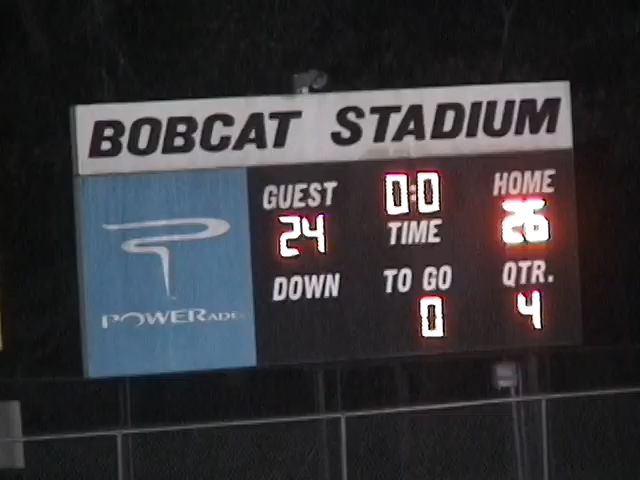 BOBCAT STADIUM
GUEST 0:0 HOME
24 TIME 26
DOWN TO GO QTR.
0 4
POWERADE